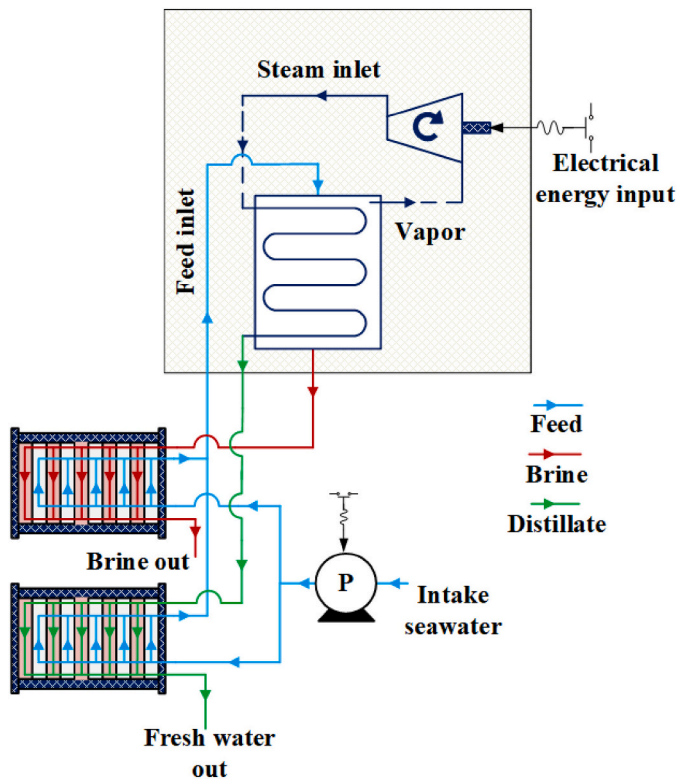 Steam inlet
Electrical
energy input
Feed inlet
Vapor
Feed
Brine
Distillate
Brine out
P
Intake
seawater
Fresh water
out